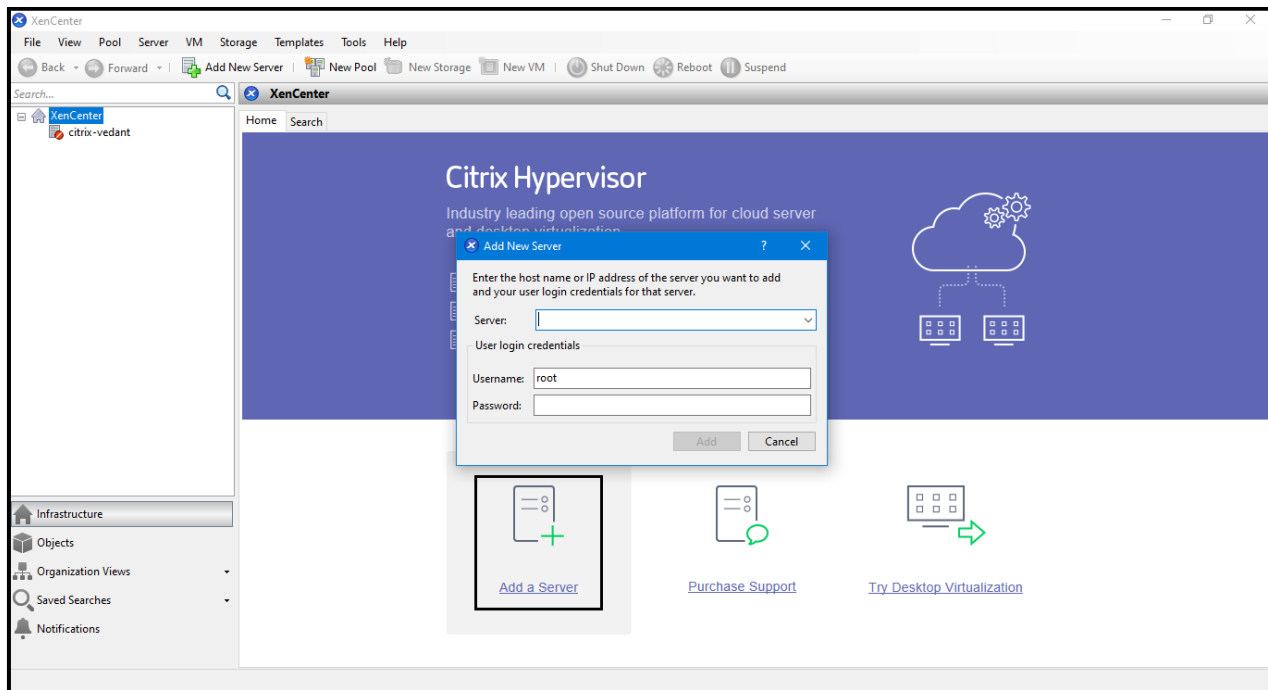 XenCenter
File View Pool Server VM Storage Templates Tools Help
Back Forward Add New Server New Pool New Storage New VM Shut Down Reboot Suspend
Search...
XenCenter
XenCenter
citrix-vedant
Home Search
Citrix Hypervisor
Industry leading open source platform for cloud server
and desktop virtualization
Add New Server ?
Enter the host name or IP address of the server you want to add
and your user login credentials for that server.
Server:
User login credentials
Username: root
Password:
Add Cancel
Add a Server
Purchase Support
Try Desktop Virtualization
Infrastructure
Objects
Organization Views
Saved Searches
Notifications